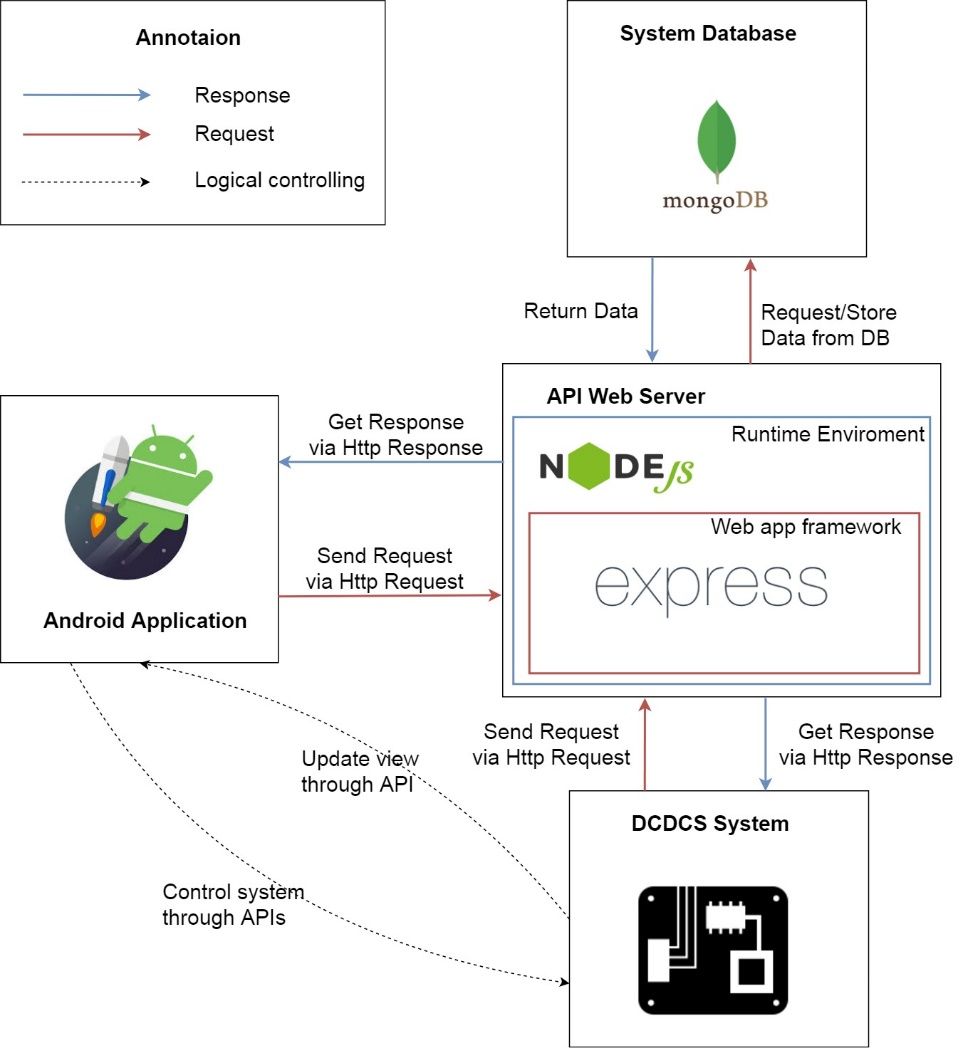 Annotaion
Response
Request
Logical controlling
System Database
mongoDB
Return Data
Request/Store
Data from DB
API Web Server
Runtime Enviroment
NODEJS
Web app framework
express
Get Response
via Http Response
Send Request
via Http Request
Android Application
Send Request
via Http Request
Get Response
via Http Response
Update view
through API
Control system
through APIs
DCDCS System